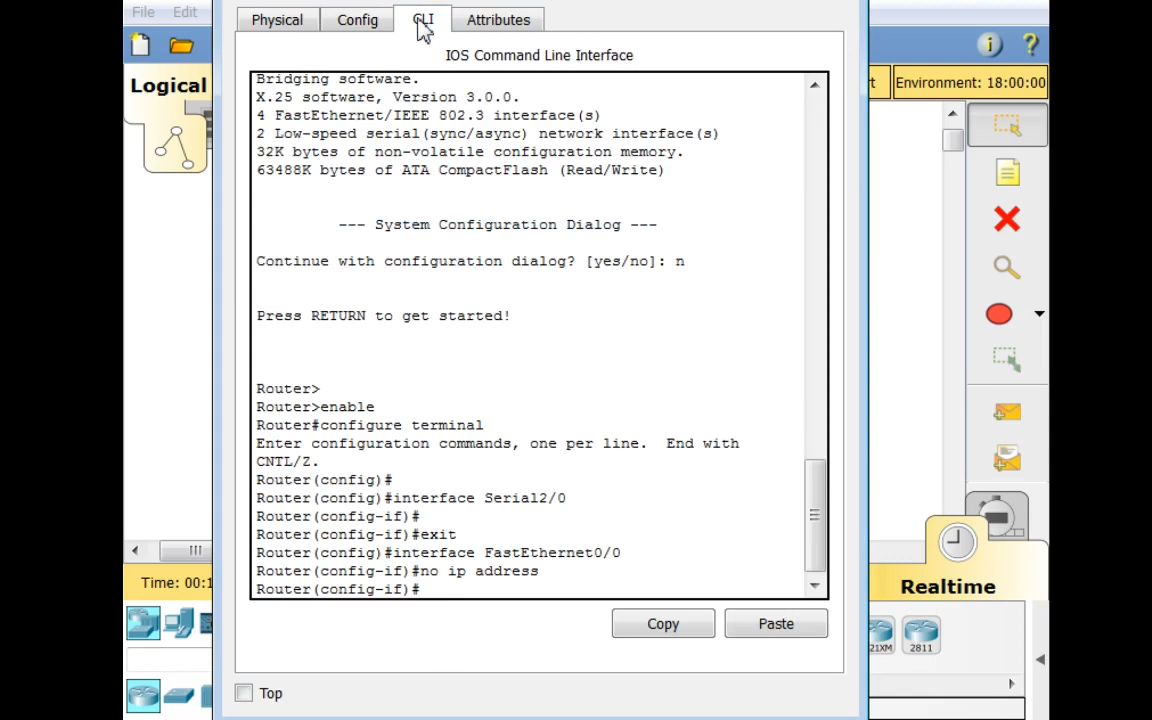 File Edit
Physical Config CLI Attributes
IOS Command Line Interface
Logical
Environment: 18:00:00
Bridging software.
X.25 software, Version 3.0.0.
4 FastEthernet/IEEE 802.3 interface(s)
2 Low-speed serial(sync/async) network interface(s)
32K bytes of non-volatile configuration memory.
63488K bytes of ATA CompactFlash (Read/Write)
--- System Configuration Dialog ---
Continue with configuration dialog? [yes/no]: n
Press RETURN to get started!
Router>
Router>enable
Router#configure terminal
Enter configuration commands, one per line.  End with
CNTL/Z.
Router(config)#
Router(config)#interface Serial2/0
Router(config-if)#
Router(config-if)#exit
Router(config)#interface FastEthernet0/0
Router(config-if)#no ip address
Router(config-if)#
Time: 00:1
Realtime
Copy Paste
21XM 2811
Top